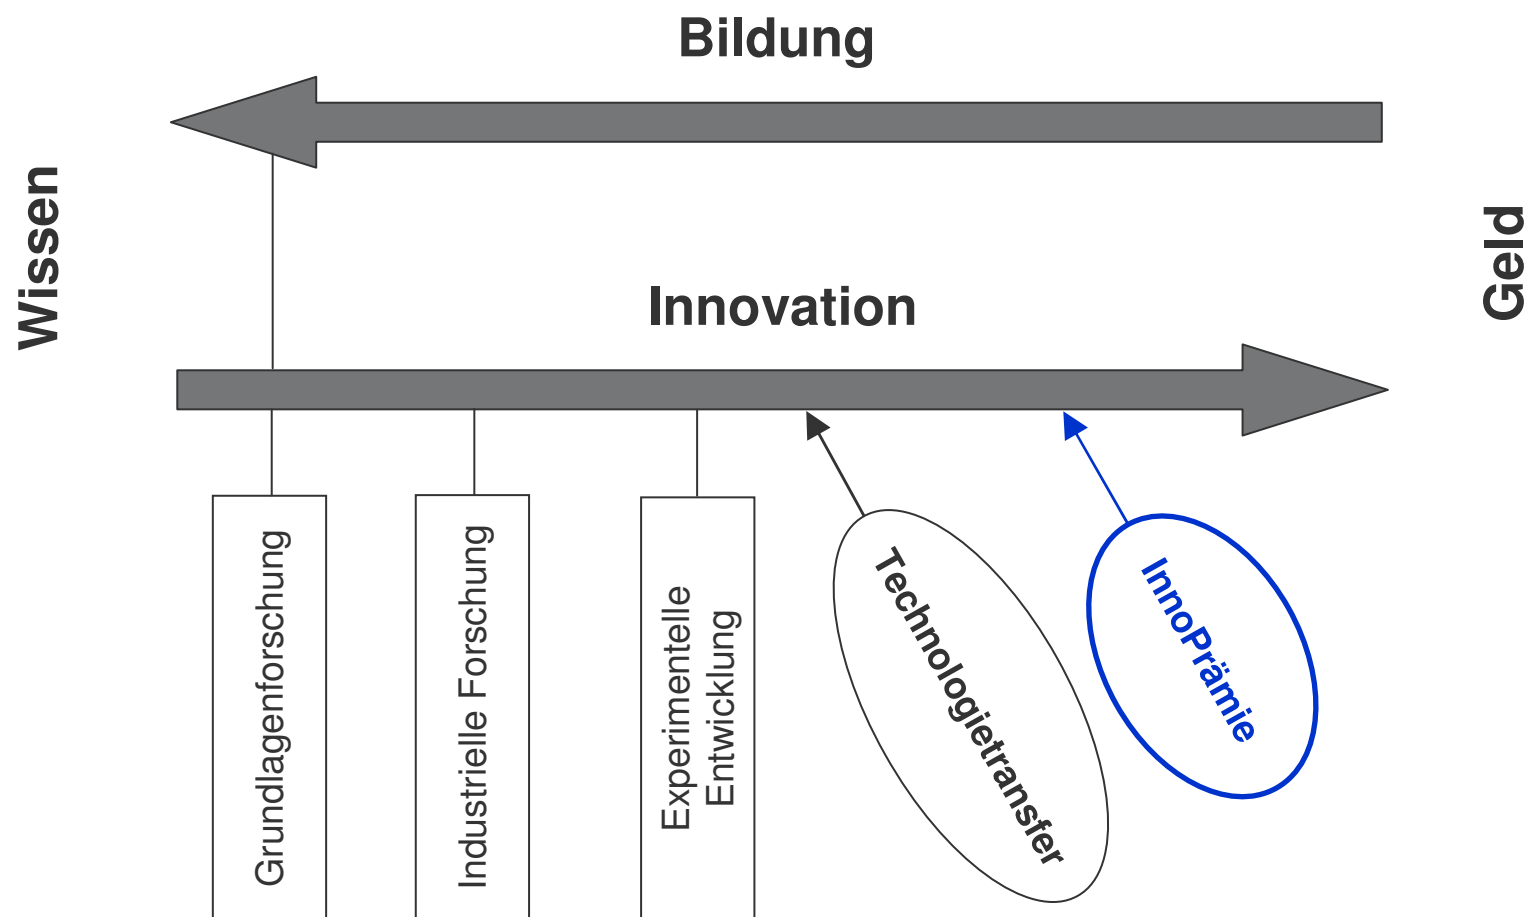 Bildung
Wissen
Geld
Innovation
Grundlagenforschung
Industrielle Forschung
Experimentelle
Entwicklung
Technologietransfer
InnoPrämie